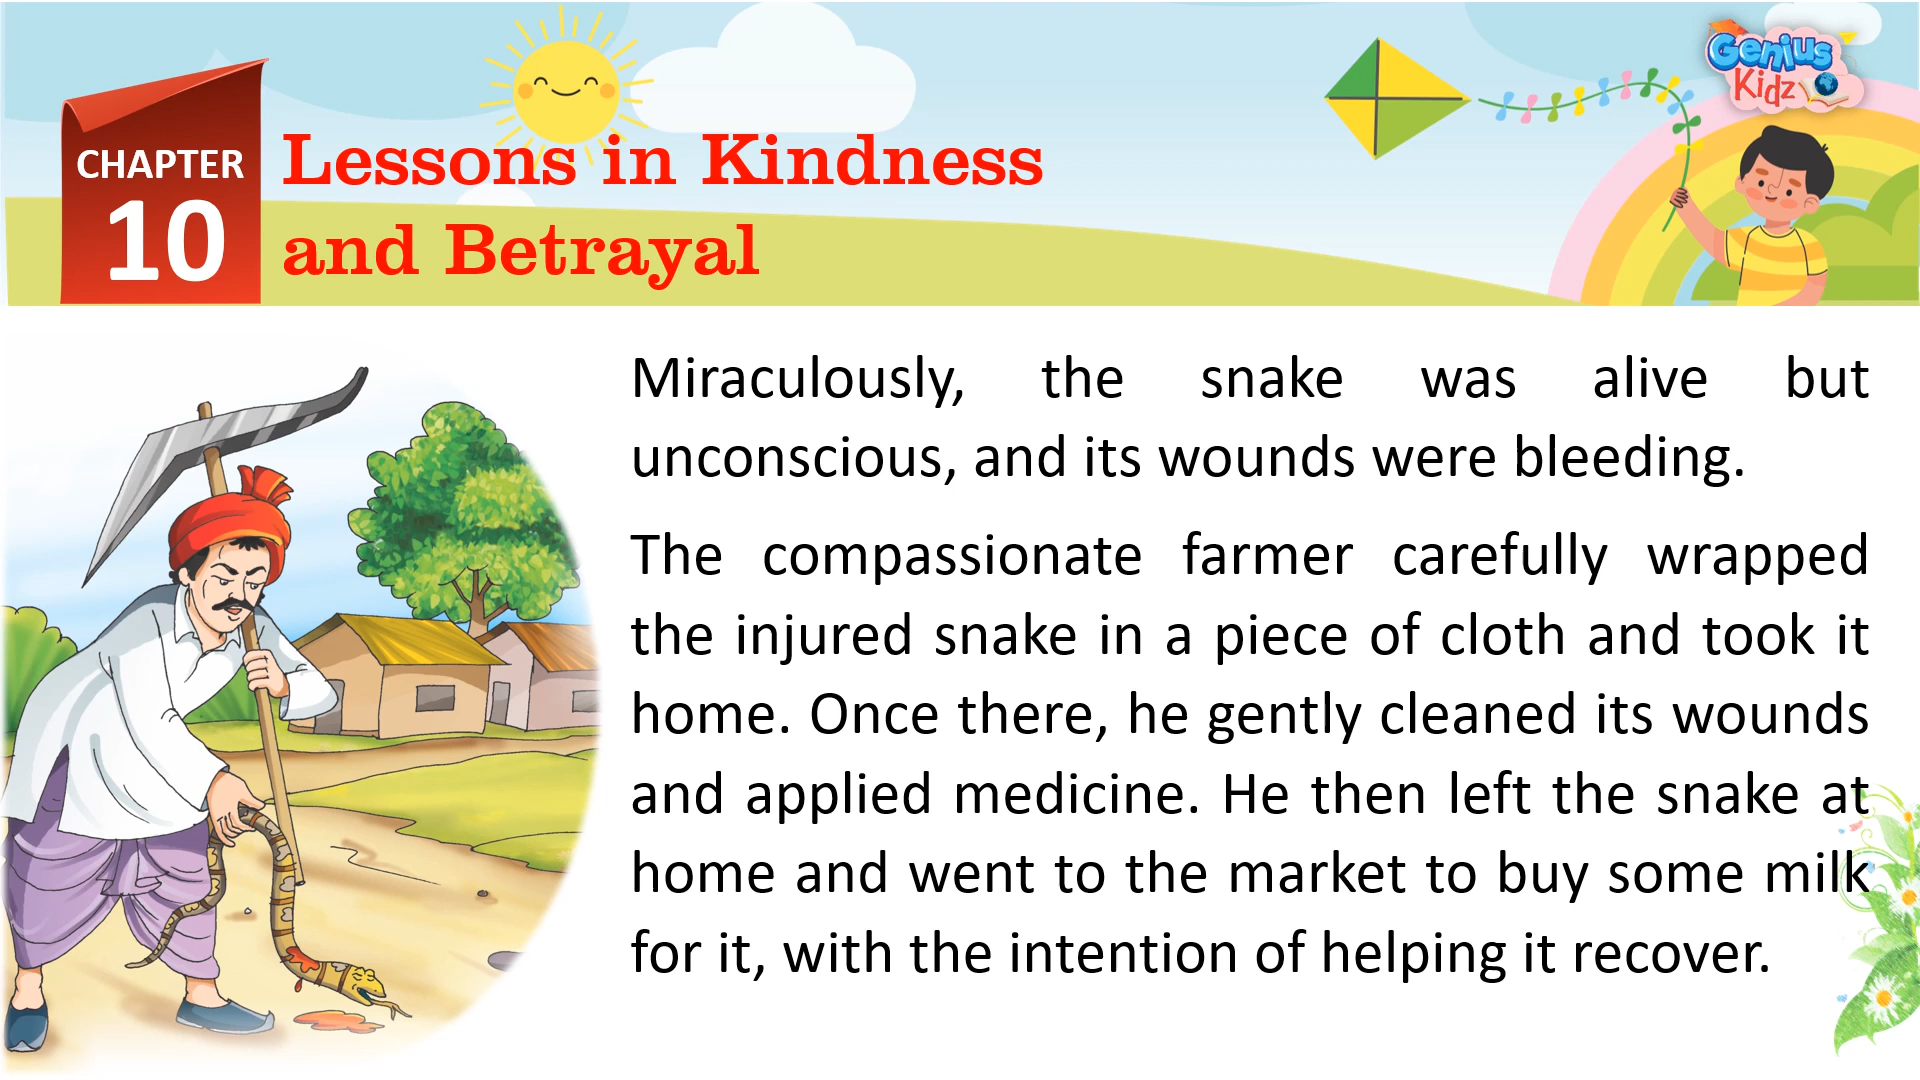 Genius
Kidz
CHAPTER
10
Lessons in Kindness
and Betrayal
Miraculously, the snake was alive but
unconscious, and its wounds were bleeding.
The compassionate farmer carefully wrapped
the injured snake in a piece of cloth and took it
home. Once there, he gently cleaned its wounds
and applied medicine. He then left the snake at
home and went to the market to buy some milk
for it, with the intention of helping it recover.